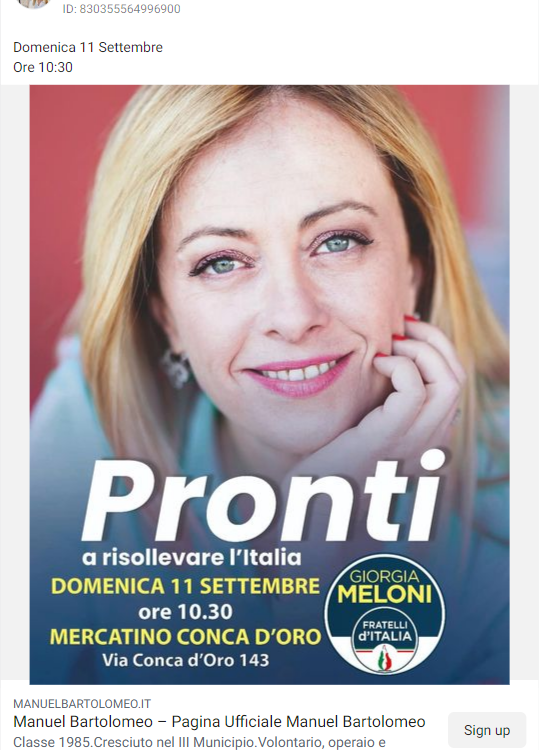 ID: 830355564996900
Domenica 11 Settembre
Ore 10:30
Pronti
a risollevare l'Italia
DOMENICA 11 SETTEMBRE
ore 10.30
MERCATINO CONCA D'ORO
Via Conca d'Oro 143
GIORGIA
MELONI
FRATELLI
d'ITALIA
MANUELBARTOLOMEO.IT
Manuel Bartolomeo – Pagina Ufficiale Manuel Bartolomeo
Classe 1985.Cresciuto nel III Municipio.Volontario, operaio e
Sign up